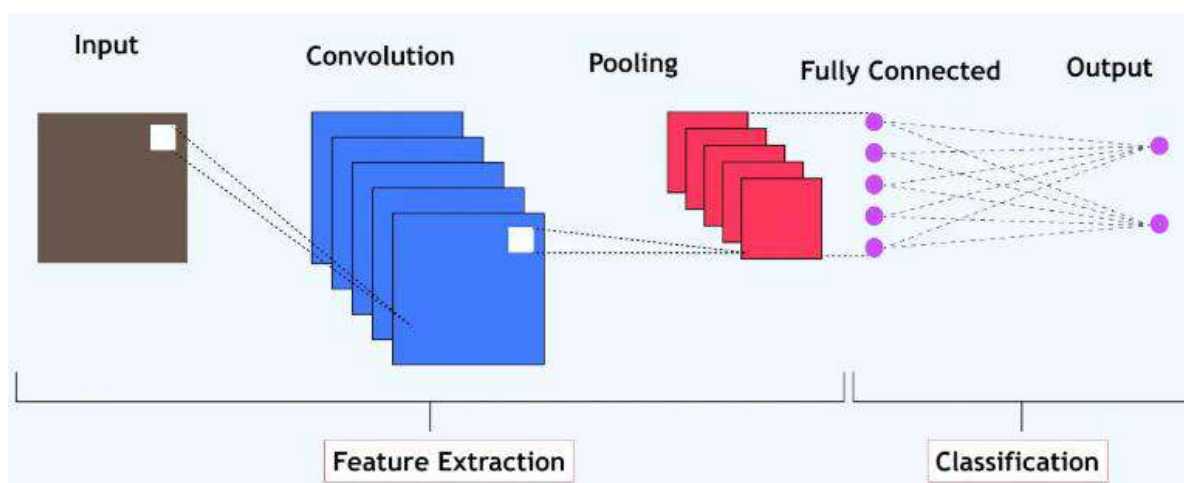 Input
Convolution
Pooling
Fully Connected
Output
Feature Extraction
Classification